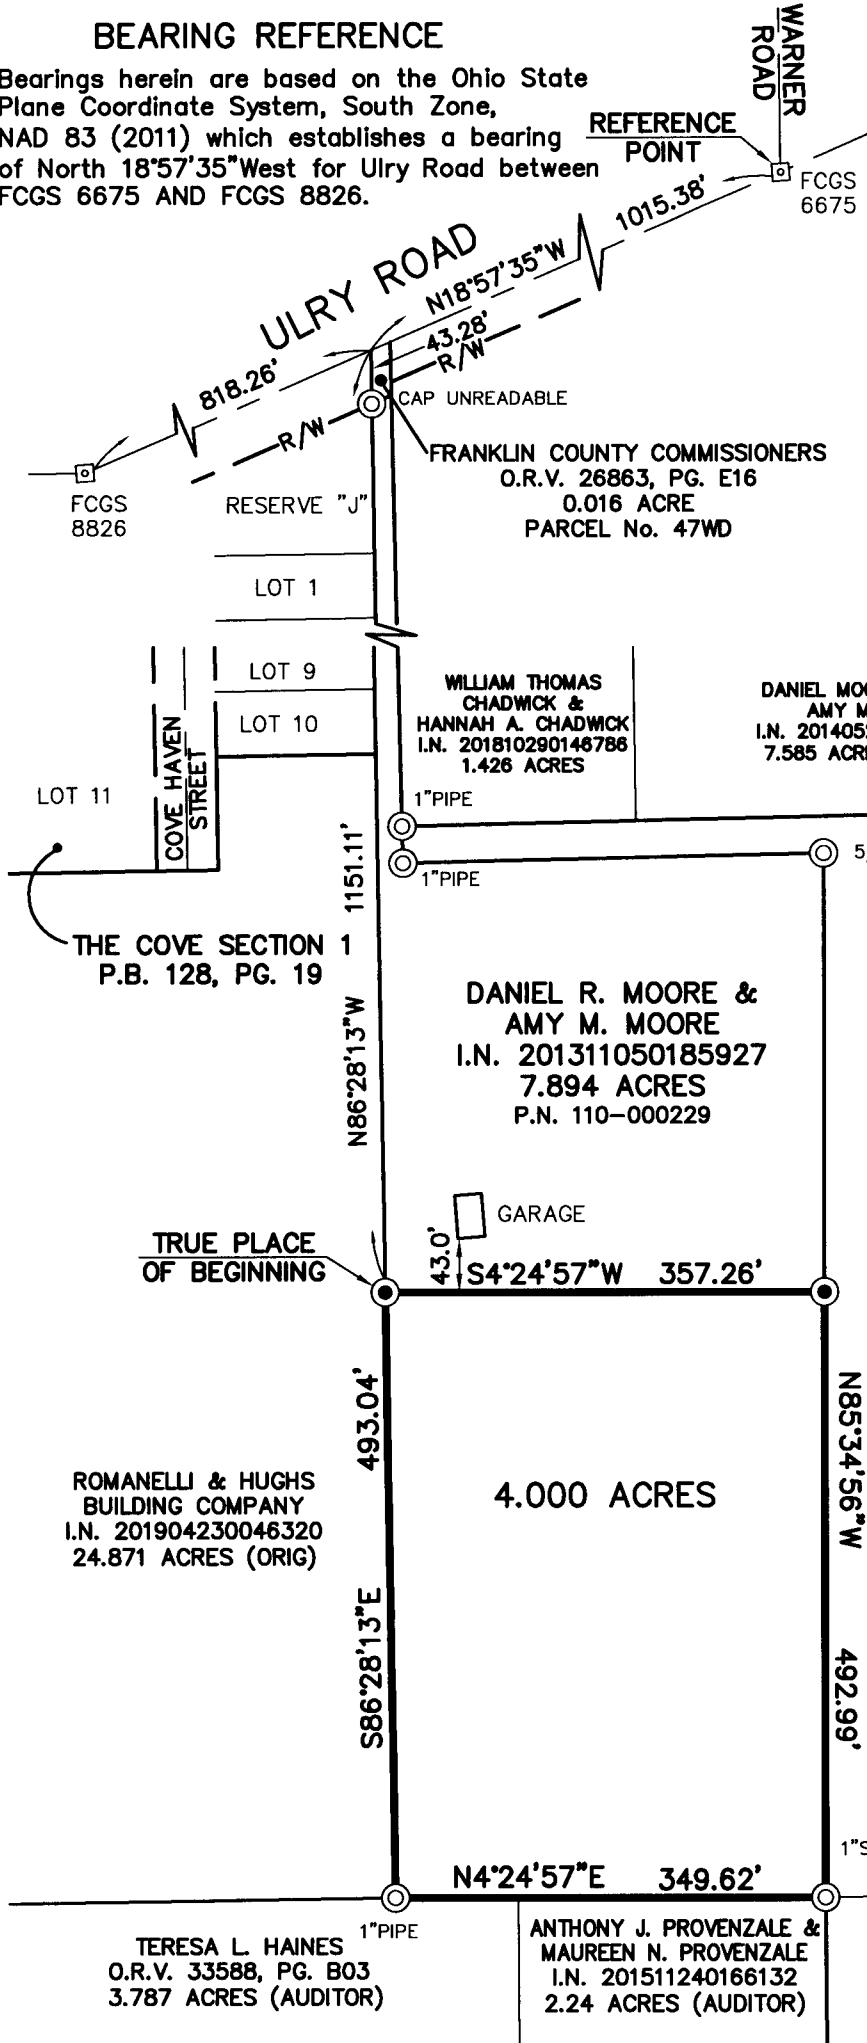 BEARING REFERENCE
Bearings herein are based on the Ohio State
Plane Coordinate System, South Zone,
NAD 83 (2011) which establishes a bearing
of North 18°57'35"West for Ulry Road between
FCGS 6675 AND FCGS 8826.
WARNER
ROAD
REFERENCE
POINT
FCGS
6675
1015.38'
ULRY ROAD
N18°57'35"W
43.28'
R/W
818.26'
CAP UNREADABLE
R/W
FCGS
8826
FRANKLIN COUNTY COMMISSIONERS
O.R.V. 26863, PG. E16
0.016 ACRE
PARCEL No. 47WD
RESERVE "J"
LOT 1
LOT 9
LOT 10
COVE HAVEN
STREET
LOT 11
WILLIAM THOMAS
CHADWICK &
HANNAH A. CHADWICK
I.N. 201810290146786
1.426 ACRES
DANIEL MOO
AMY M
I.N. 201405
7.585 ACR
1"PIPE
1"PIPE
5
1151.11'
THE COVE SECTION 1
P.B. 128, PG. 19
N86°28'13"W
DANIEL R. MOORE &
AMY M. MOORE
I.N. 201311050185927
7.894 ACRES
P.N. 110-000229
GARAGE
43.0'
TRUE PLACE
OF BEGINNING
S4°24'57"W 357.26'
493.04'
S86°28'13"E
N85°34'56"W
492.99'
ROMANELLI & HUGHS
BUILDING COMPANY
I.N. 201904230046320
24.871 ACRES (ORIG)
4.000 ACRES
1"S
N4°24'57"E 349.62'
1"PIPE
TERESA L. HAINES
O.R.V. 33588, PG. B03
3.787 ACRES (AUDITOR)
ANTHONY J. PROVENZALE &
MAUREEN N. PROVENZALE
I.N. 201511240166132
2.24 ACRES (AUDITOR)